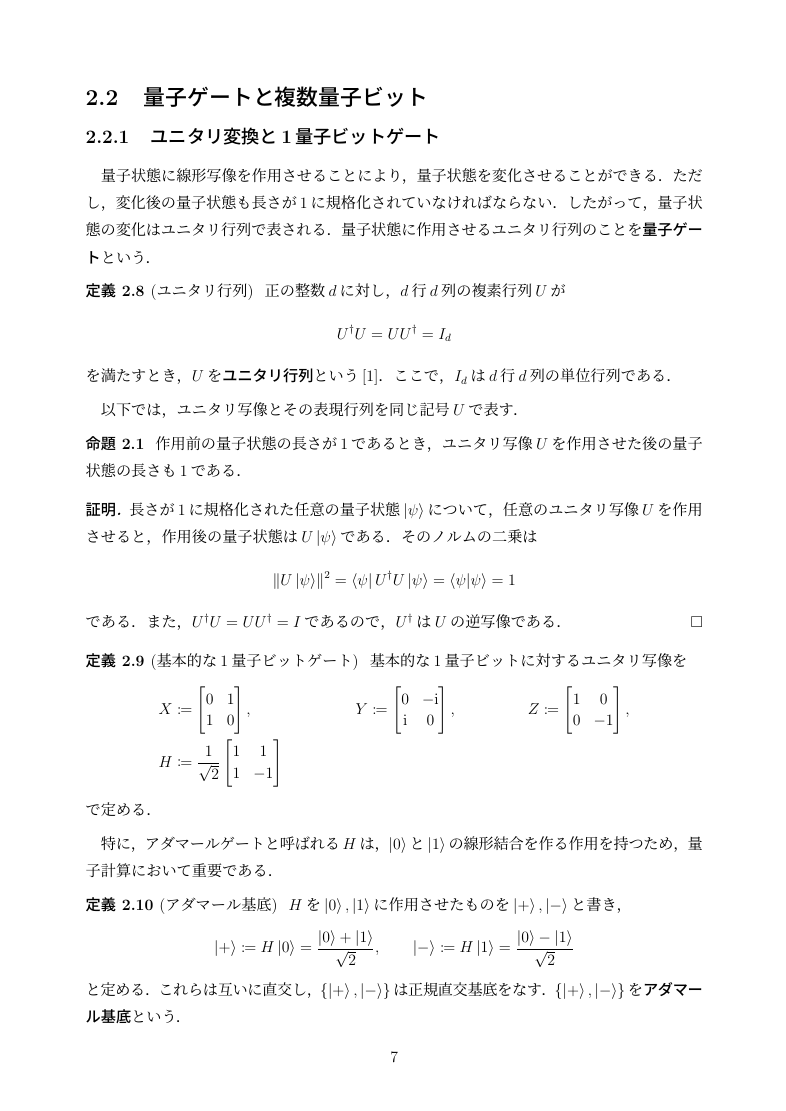 2.2 量子ゲートと複数量子ビット
2.2.1 ユニタリ変換と 1 量子ビットゲート
量子状態に線形写像を作用させることにより，量子状態を変化させることができる．ただ
し，変化後の量子状態も長さが 1 に規格化されていなければならない．したがって，量子状
態の変化はユニタリ行列で表される．量子状態に作用させるユニタリ行列のことを量子ゲー
トという．
定義 2.8 (ユニタリ行列) 正の整数 d に対し，d 行 d 列の複素行列 U が
U†U = UU† = I_d
を満たすとき，U をユニタリ行列という [1]．ここで，I_d は d 行 d 列の単位行列である．
以下では，ユニタリ写像とその表現行列を同じ記号 U で表す．
命題 2.1 作用前の量子状態の長さが 1 であるとき，ユニタリ写像 U を作用させた後の量子
状態の長さも 1 である．
証明．長さが 1 に規格化された任意の量子状態 |ψ⟩ について，任意のユニタリ写像 U を作用
させると，作用後の量子状態は U |ψ⟩ である．そのノルムの二乗は
‖U |ψ⟩‖² = ⟨ψ| U†U |ψ⟩ = ⟨ψ|ψ⟩ = 1
である．また，U†U = UU† = I であるので，U† は U の逆写像である． □
定義 2.9 (基本的な 1 量子ビットゲート) 基本的な 1 量子ビットに対するユニタリ写像を
X ≔ [0 1; 1 0], Y ≔ [0 −i; i 0], Z ≔ [1 0; 0 −1],
H ≔ 1/√2 [1 1; 1 −1]
で定める．
特に，アダマールゲートと呼ばれる H は，|0⟩ と |1⟩ の線形結合を作る作用を持つため，量
子計算において重要である．
定義 2.10 (アダマール基底) H を |0⟩ , |1⟩ に作用させたものを |+⟩ , |−⟩ と書き，
|+⟩ ≔ H |0⟩ = (|0⟩ + |1⟩)/√2, |−⟩ ≔ H |1⟩ = (|0⟩ − |1⟩)/√2
と定める．これらは互いに直交し，{|+⟩ , |−⟩} は正規直交基底をなす．{|+⟩ , |−⟩} をアダマー
ル基底という．
7